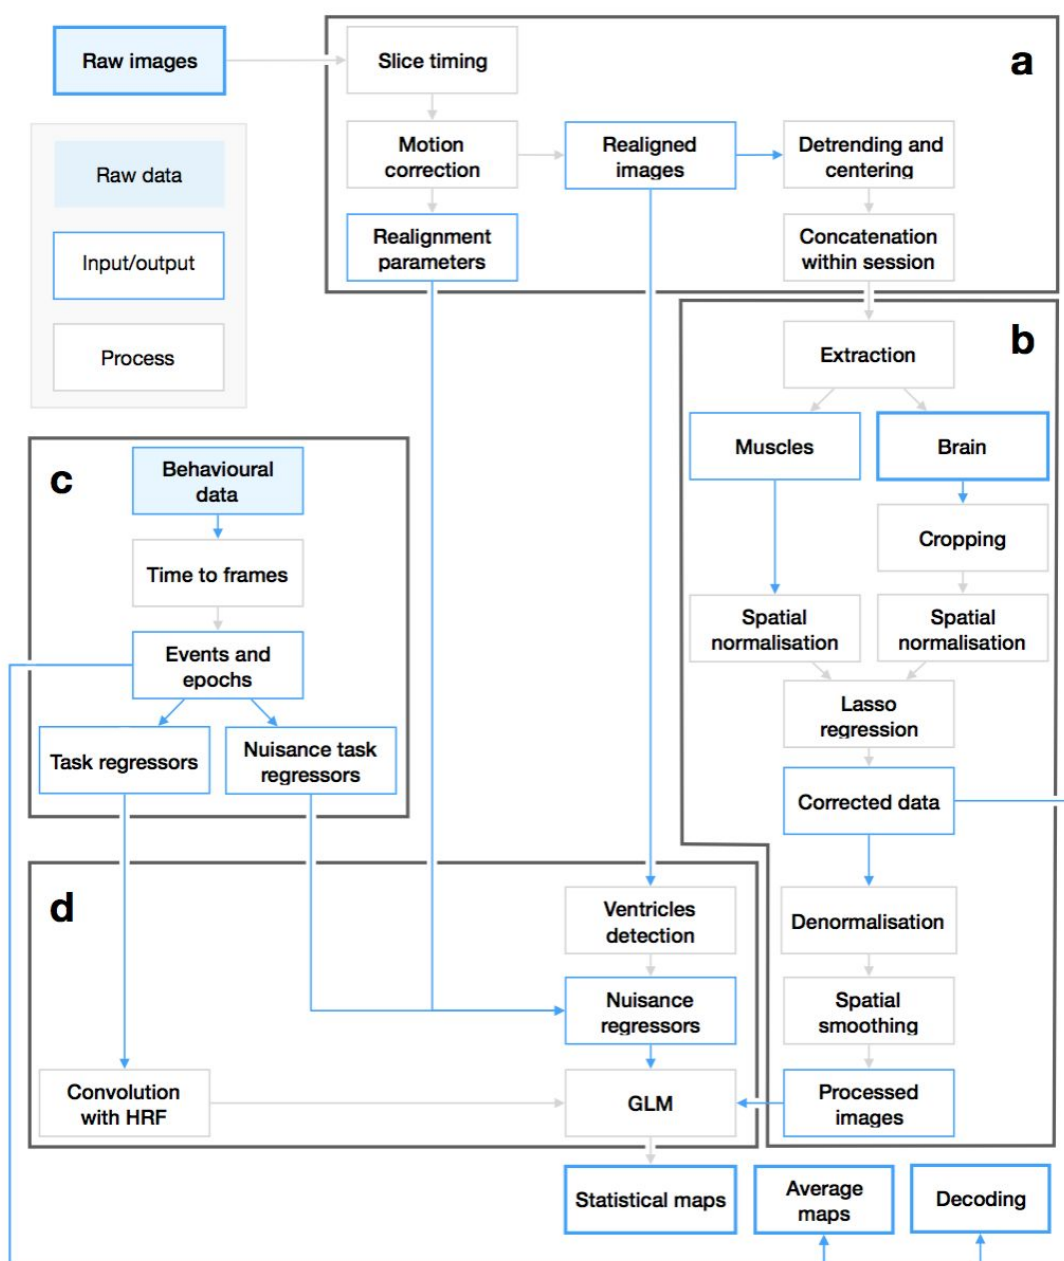 Raw images
Slice timing
a
Raw data
Motion
correction
Realigned
images
Detrending and
centering
Input/output
Realignment
parameters
Concatenation
within session
Process
b
Extraction
Muscles
Brain
c
Behavioural
data
Cropping
Time to frames
Spatial
normalisation
Spatial
normalisation
Events and
epochs
Lasso
regression
Task regressors
Nuisance task
regressors
Corrected data
d
Ventricles
detection
Denormalisation
Nuisance
regressors
Spatial
smoothing
Convolution
with HRF
GLM
Processed
images
Statistical maps
Average
maps
Decoding